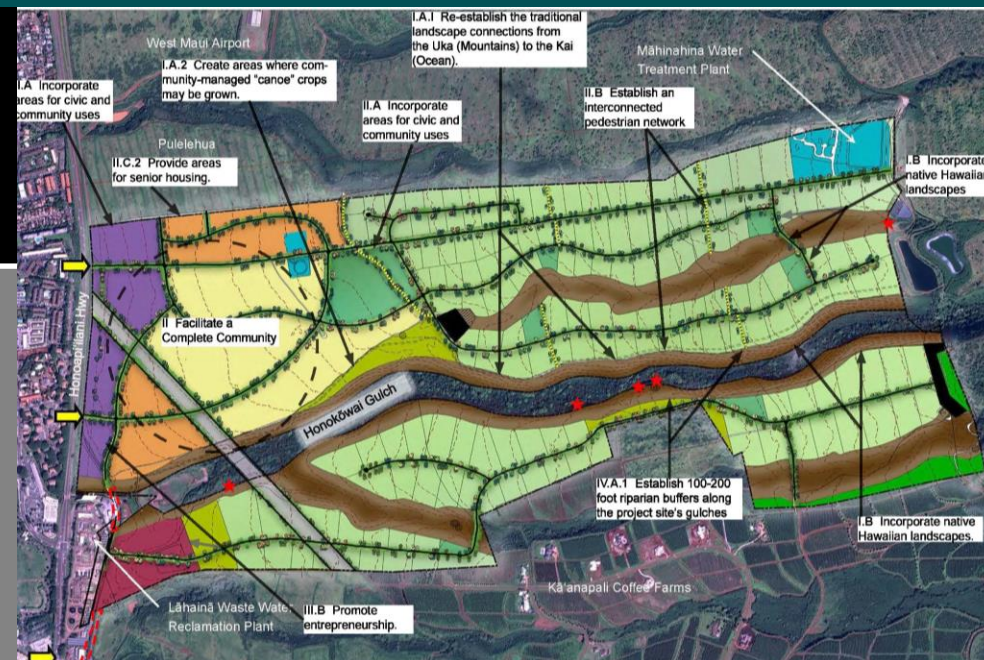 I.A.1 Re-establish the traditional
landscape connections from
the Uka (Mountains) to the Kai
(Ocean).
West Maui Airport
Māhinahina Water
Treatment Plant
I.A.2 Create areas where com-
munity-managed "canoe" crops
may be grown.
I.A Incorporate
areas for civic and
community uses
II.A Incorporate
areas for civic and
community uses
II.B Establish an
interconnected
pedestrian network
Pulelehua
II.C.2 Provide areas
for senior housing.
I.B Incorporate
native Hawaiian
landscapes
II Facilitate a
Complete Community
Honoapiilani Hwy
Honokōwai Gulch
IV.A.1 Establish 100-200
foot riparian buffers along
the project site's gulches
I.B Incorporate native
Hawaiian landscapes.
Kā'anapali Coffee Farms
Lāhainā Waste Water
Reclamation Plant
III.B Promote
entrepreneurship.